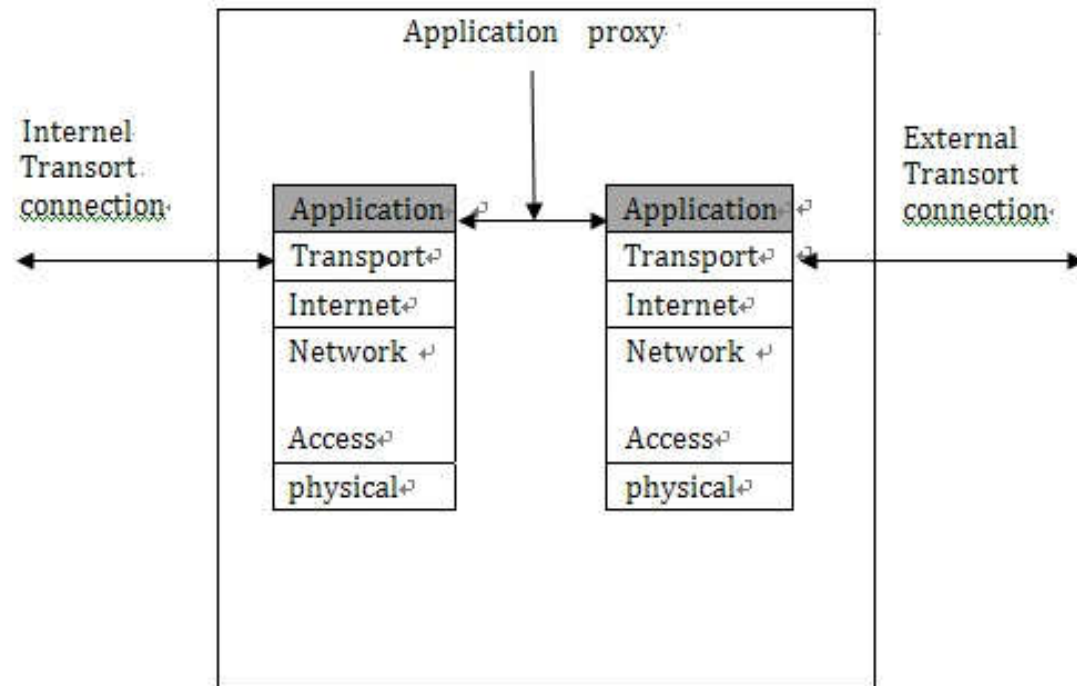 Application proxy
Internel
Transort
connection
External
Transort
connection
Application
Transport
Internet
Network
Access
physical
Application
Transport
Internet
Network
Access
physical